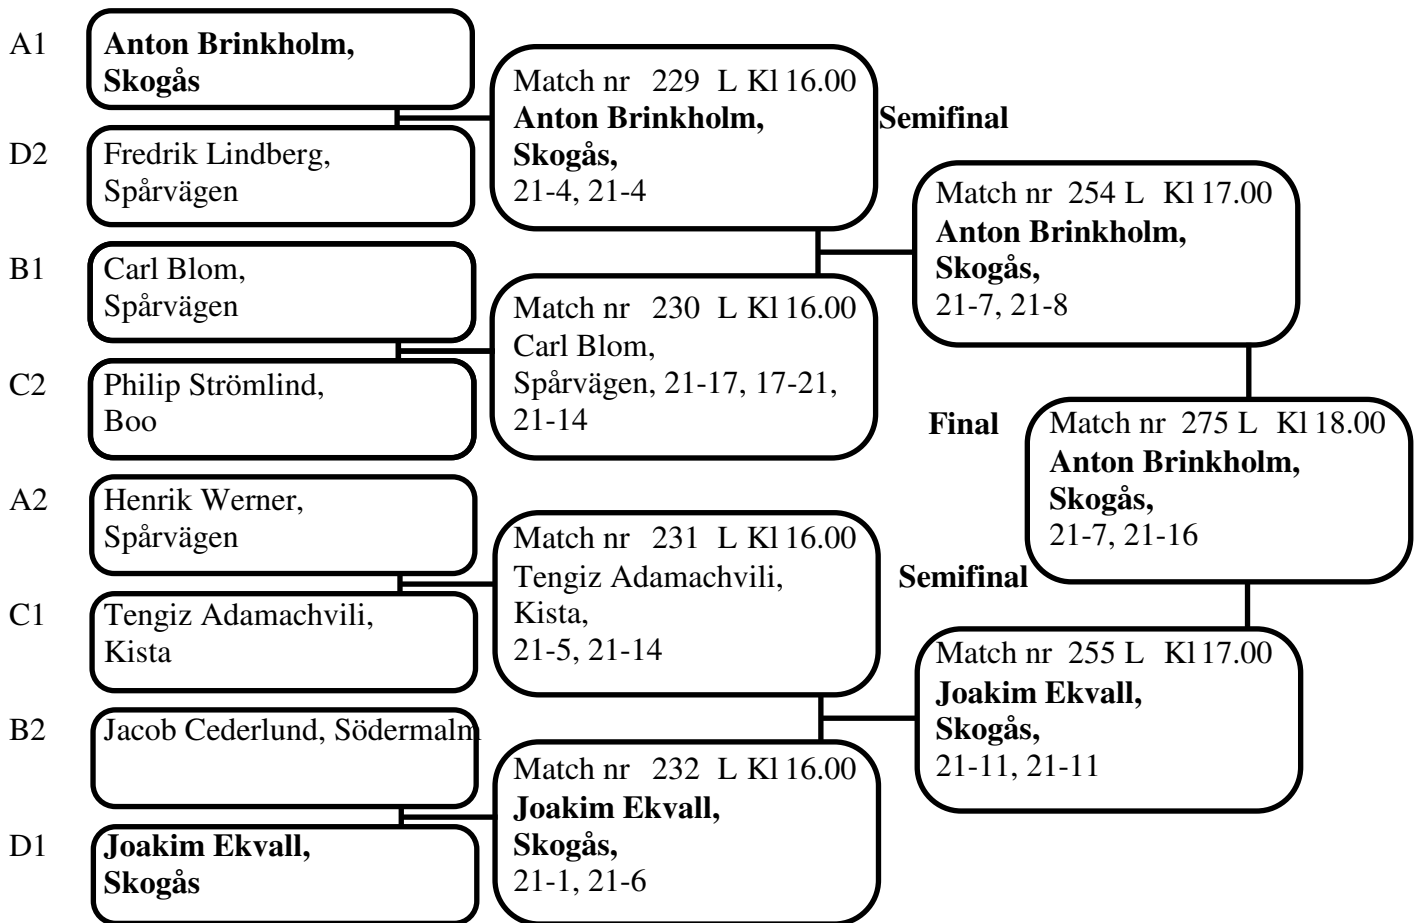 A1
Anton Brinkholm,
Skogås
D2
Fredrik Lindberg,
Spårvägen
B1
Carl Blom,
Spårvägen
C2
Philip Strömlind,
Boo
A2
Henrik Werner,
Spårvägen
C1
Tengiz Adamachvili,
Kista
B2
Jacob Cederlund, Södermalm
D1
Joakim Ekvall,
Skogås
Match nr 229 L Kl 16.00
Anton Brinkholm,
Skogås,
21-4, 21-4
Match nr 230 L Kl 16.00
Carl Blom,
Spårvägen, 21-17, 17-21,
21-14
Match nr 231 L Kl 16.00
Tengiz Adamachvili,
Kista,
21-5, 21-14
Match nr 232 L Kl 16.00
Joakim Ekvall,
Skogås,
21-1, 21-6
Semifinal
Match nr 254 L Kl 17.00
Anton Brinkholm,
Skogås,
21-7, 21-8
Semifinal
Match nr 255 L Kl 17.00
Joakim Ekvall,
Skogås,
21-11, 21-11
Final
Match nr 275 L Kl 18.00
Anton Brinkholm,
Skogås,
21-7, 21-16